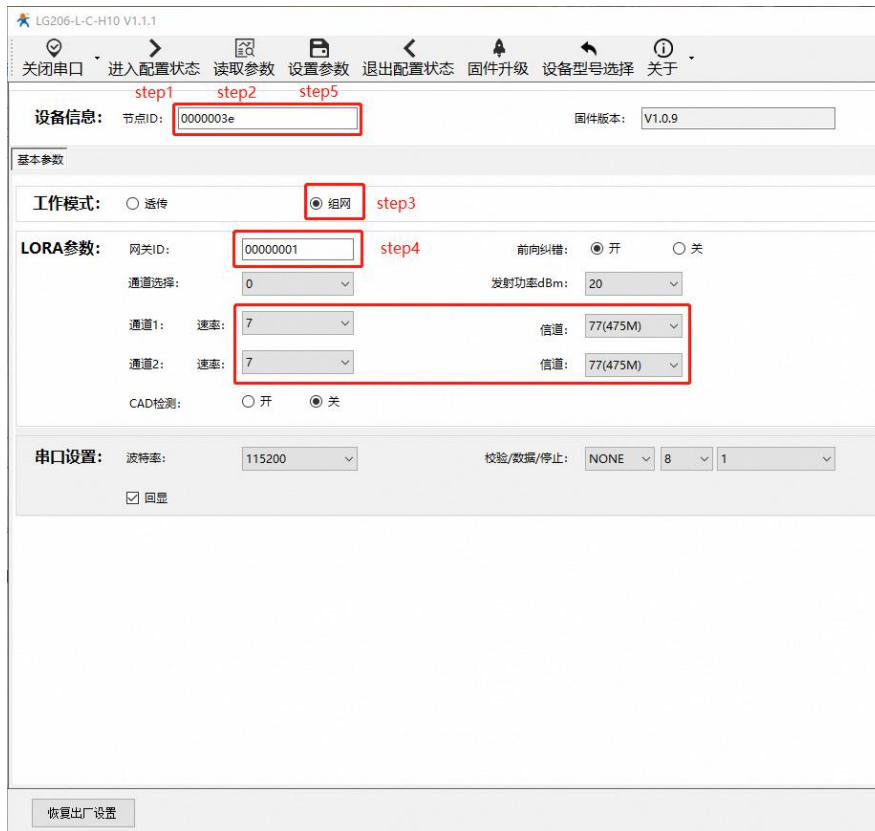 LG206-L-C-H10 V1.1.1
关闭串口 进入配置状态 读取参数 设置参数 退出配置状态 固件升级 设备型号选择 关于
step1 step2 step5
设备信息: 节点ID: 0000003e 固件版本: V1.0.9
基本参数
工作模式: 透传 组网 step3
LORA参数: 网关ID: 00000001 step4 前向纠错: 开 关
通道选择: 0 发射功率dBm: 20
通道1: 速率: 7 信道: 77(475M)
通道2: 速率: 7 信道: 77(475M)
CAD检测: 开 关
串口设置: 波特率: 115200 校验/数据/停止: NONE 8 1
回显
恢复出厂设置